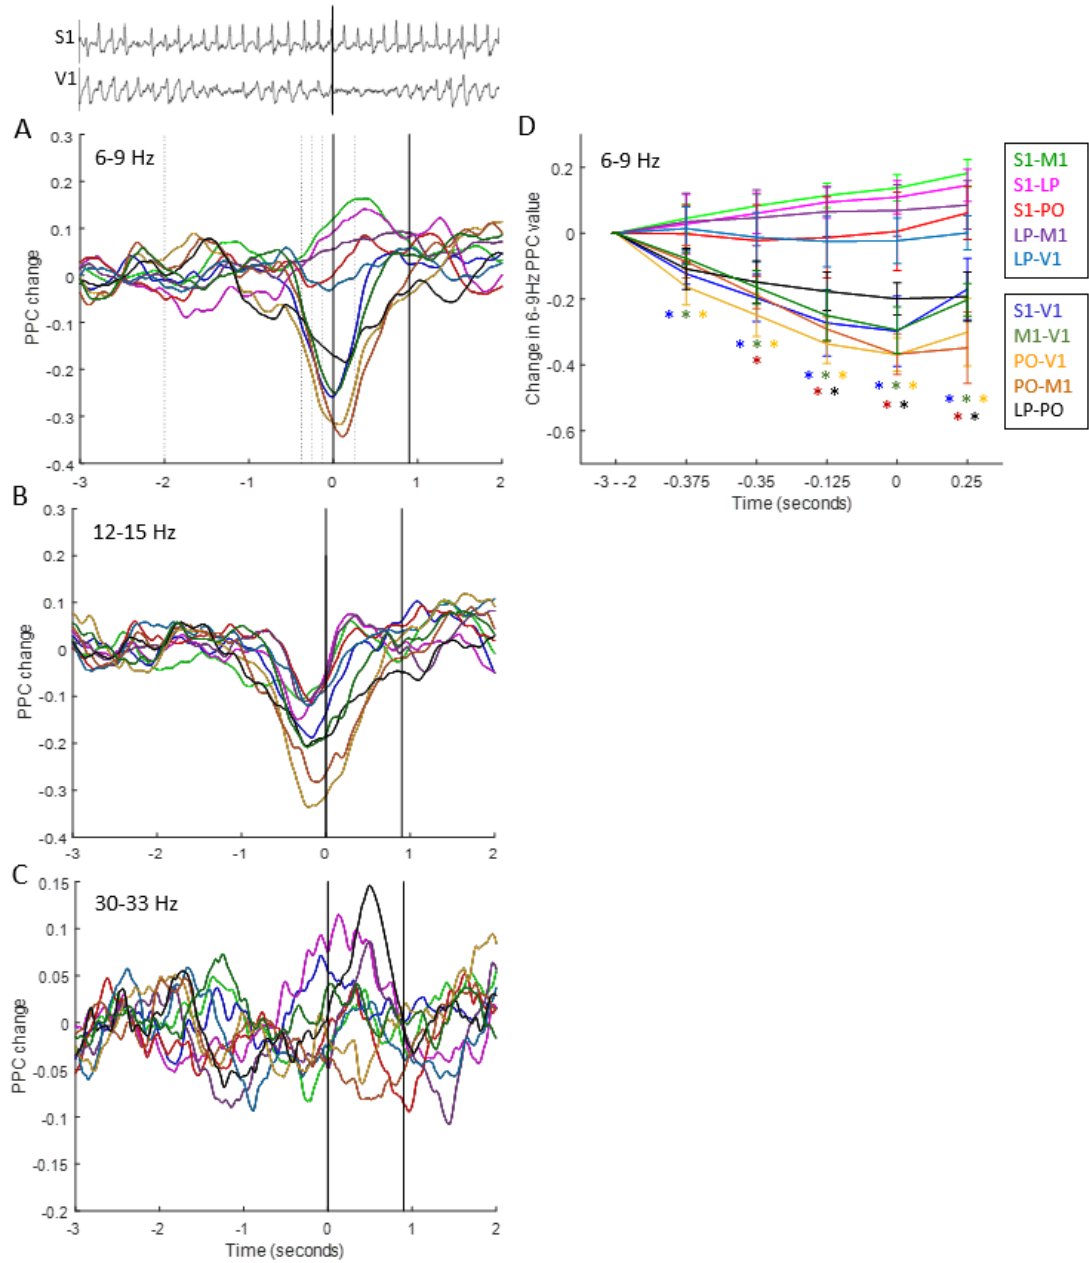 S1
V1
A
6-9 Hz
0.3
0.2
0.1
0
-0.1
-0.2
-0.3
-0.4
PPC change
-3
-2
-1
0
1
2
B
12-15 Hz
0.3
0.2
0.1
0
-0.1
-0.2
-0.3
-0.4
PPC change
-3
-2
-1
0
1
2
C
30-33 Hz
0.15
0.1
0.05
0
-0.05
-0.1
-0.15
-0.2
PPC change
-3
-2
-1
0
1
2
Time (seconds)
D
6-9 Hz
0.2
0
-0.2
-0.4
-0.6
Change in 6-9Hz PPC value
-3 - -2
-0.375
-0.35
-0.125
0
0.25
Time (seconds)
* * *
* * *
*
* * *
* *
* * *
* *
* * *
* *
S1-M1
S1-LP
S1-PO
LP-M1
LP-V1
S1-V1
M1-V1
PO-V1
PO-M1
LP-PO